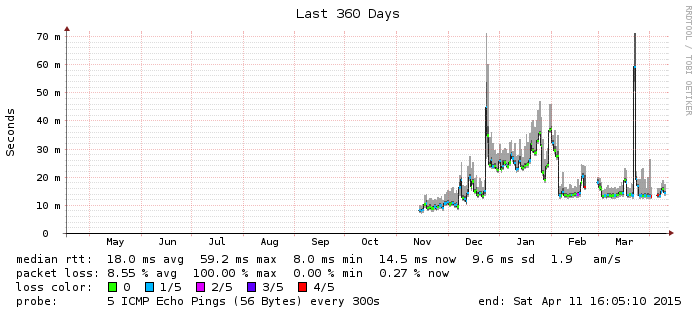 Last 360 Days
RRDTOOL / TOBI OETIKER
Seconds
70 m
60 m
50 m
40 m
30 m
20 m
10 m
0
May Jun Jul Aug Sep Oct Nov Dec Jan Feb Mar
median rtt: 18.0 ms avg 59.2 ms max 8.0 ms min 14.5 ms now 9.6 ms sd 1.9 am/s
packet loss: 8.55 % avg 100.00 % max 0.00 % min 0.27 % now
loss color: 0 1/5 2/5 3/5 4/5
probe: 5 ICMP Echo Pings (56 Bytes) every 300s end: Sat Apr 11 16:05:10 2015